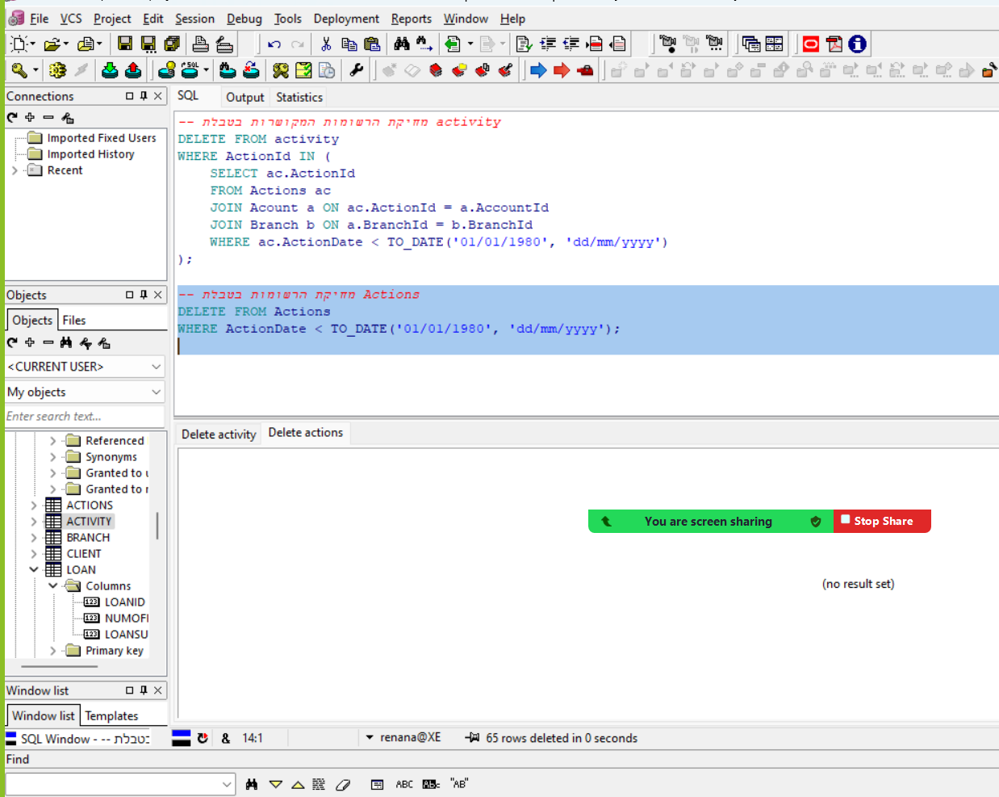 File VCS Project Edit Session Debug Tools Deployment Reports Window Help
SQL
Connections
SQL Output Statistics
Imported Fixed Users
Imported History
Recent
-- מחיקת הרשומות המקושרות בטבלת activity
DELETE FROM activity
WHERE ActionId IN (
SELECT ac.ActionId
FROM Actions ac
JOIN Acount a ON ac.ActionId = a.AccountId
JOIN Branch b ON a.BranchId = b.BranchId
WHERE ac.ActionDate < TO_DATE('01/01/1980', 'dd/mm/yyyy')
);
-- מחיקת הרשומות בטבלת Actions
DELETE FROM Actions
WHERE ActionDate < TO_DATE('01/01/1980', 'dd/mm/yyyy');
Objects
Objects Files
<CURRENT USER>
My objects
Enter search text...
Referenced
Synonyms
Granted to
Granted to
ACTIONS
ACTIVITY
BRANCH
CLIENT
LOAN
Columns
123 LOANID
123 NUMOF
123 LOANSU
Primary key
Delete activity Delete actions
You are screen sharing Stop Share
(no result set)
Window list
Window list Templates
SQL Window - -- בטבלת
& 14:1 renana@XE 65 rows deleted in 0 seconds
Find
ABC "AB"